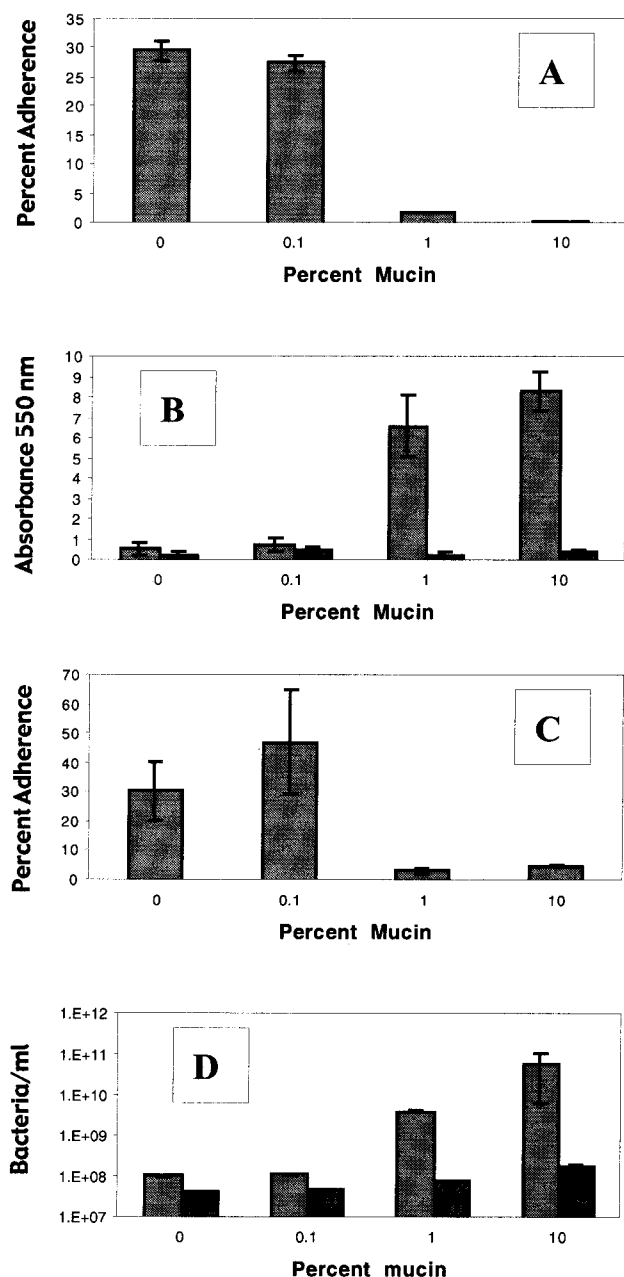 35
30
25
20
15
10
5
0
Percent Adherence
A
0 0.1 1 10
Percent Mucin
10
9
8
7
6
5
4
3
2
1
0
Absorbance 550 nm
B
0 0.1 1 10
Percent Mucin
70
60
50
40
30
20
10
0
Percent Adherence
C
0 0.1 1 10
Percent Mucin
1.E+12
1.E+11
1.E+10
1.E+09
1.E+08
1.E+07
Bacteria/ml
D
0 0.1 1 10
Percent mucin